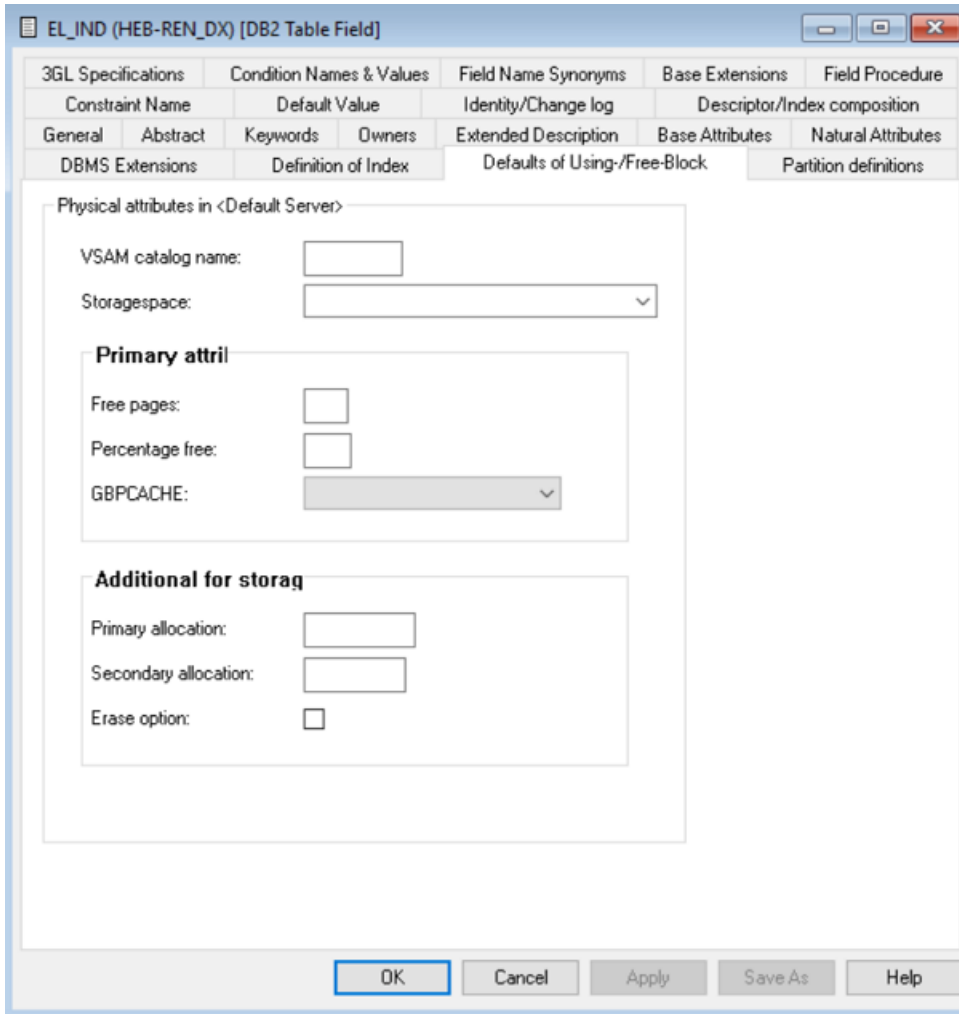 EL_IND (HEB-REN_DX) [DB2 Table Field]
3GL Specifications Condition Names & Values Field Name Synonyms Base Extensions Field Procedure
Constraint Name Default Value Identity/Change log Descriptor/Index composition
General Abstract Keywords Owners Extended Description Base Attributes Natural Attributes
DBMS Extensions Definition of Index Defaults of Using-/Free-Block Partition definitions
Physical attributes in <Default Server>
VSAM catalog name:
Storagespace:
Primary attril
Free pages:
Percentage free:
GBPCACHE:
Additional for storag
Primary allocation:
Secondary allocation:
Erase option:
OK Cancel Apply Save As Help